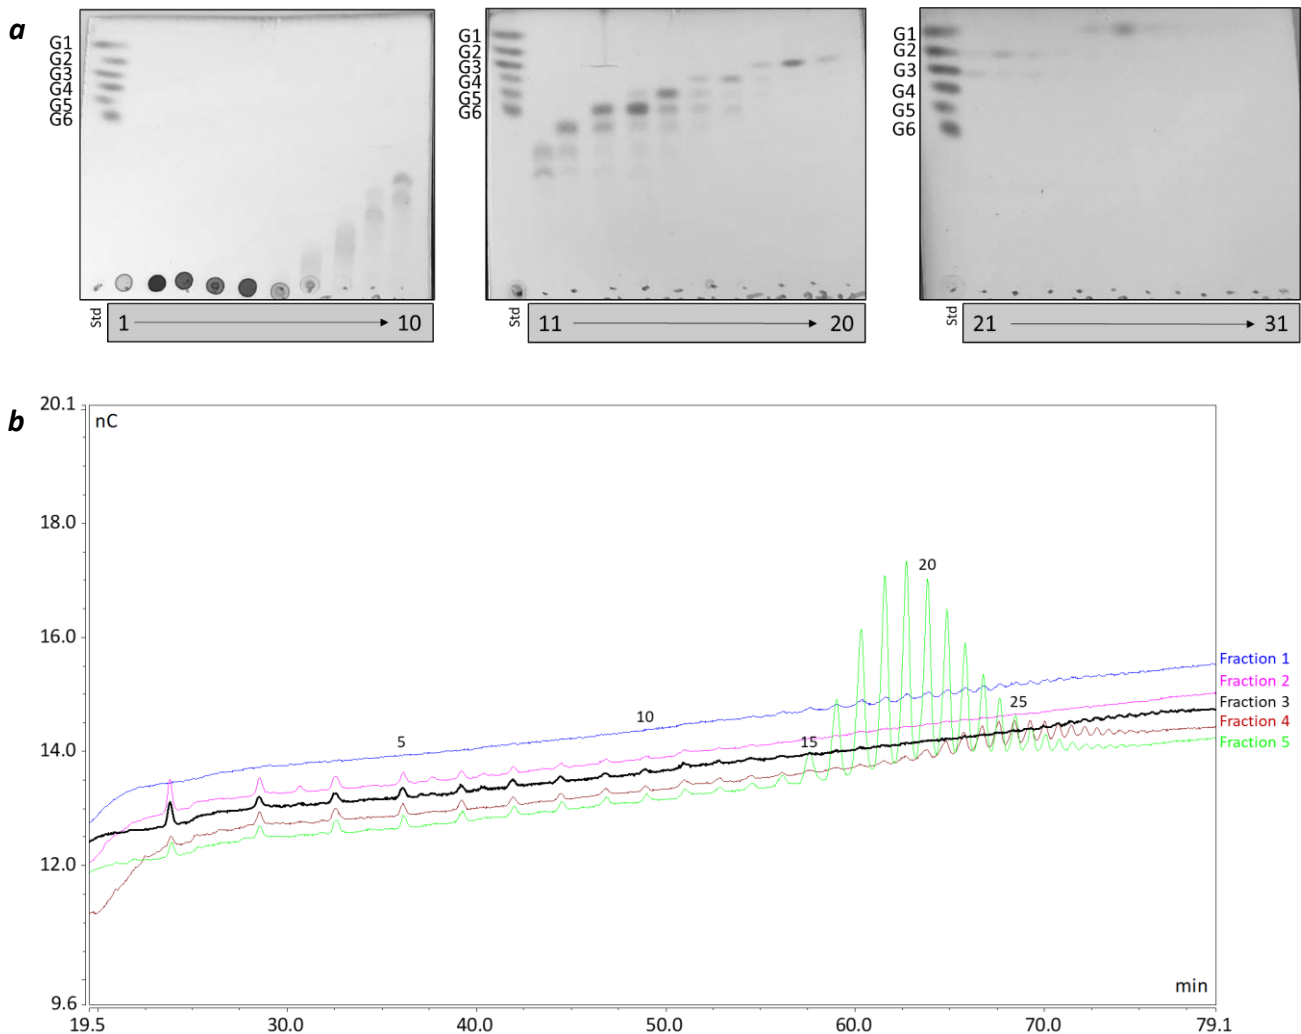 a
G1
G2
G3
G4
G5
G6
Std
1 10
G1
G2
G3
G4
G5
G6
Std
11 20
G1
G2
G3
G4
G5
G6
Std
21 31
b
20.1
nC
18.0
16.0
14.0
12.0
9.6
5
10
15
20
25
Fraction 1
Fraction 2
Fraction 3
Fraction 4
Fraction 5
min
19.5 30.0 40.0 50.0 60.0 70.0 79.1